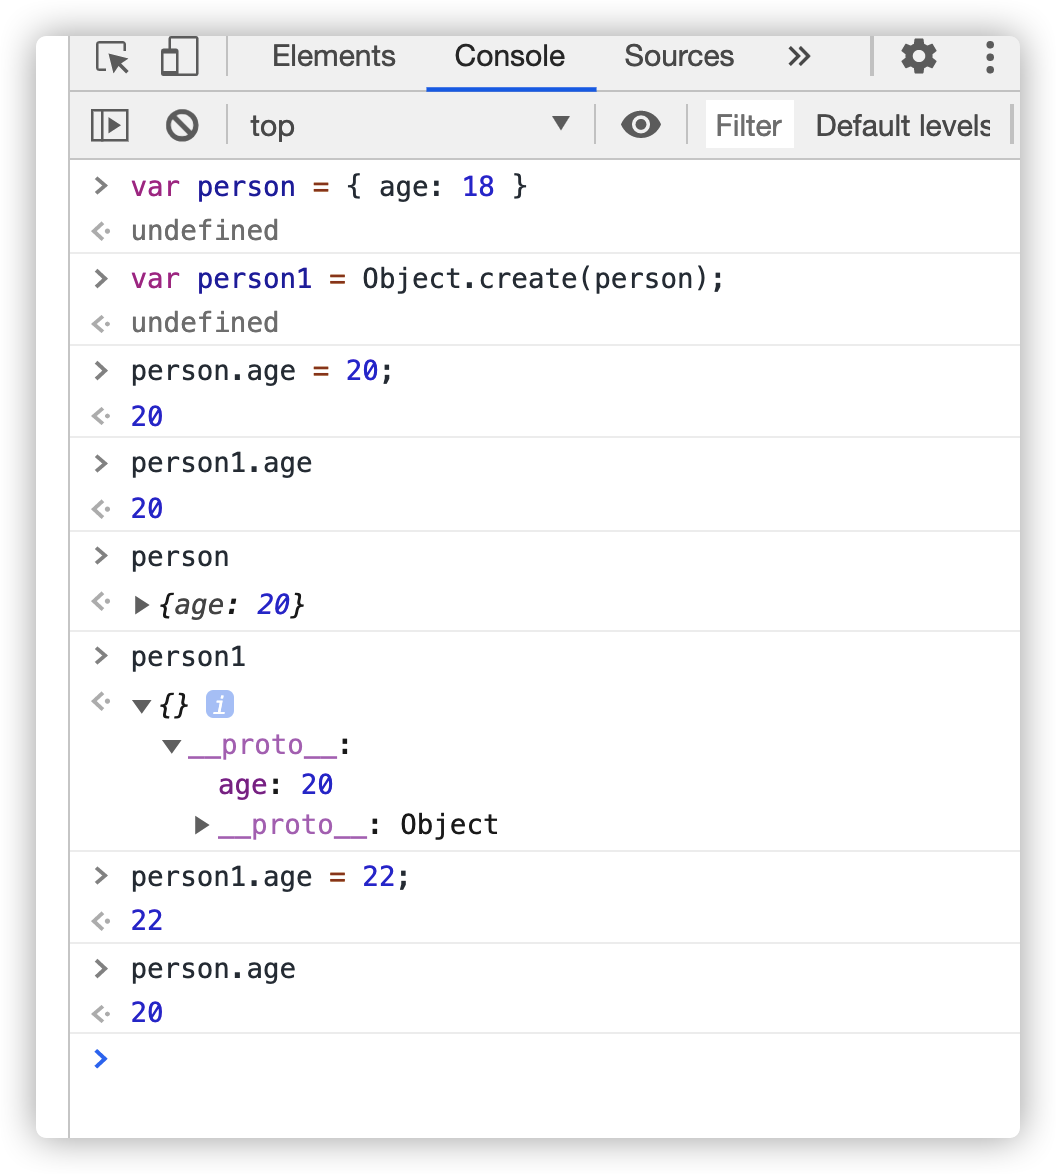 Elements Console Sources »
top ▼ Filter Default levels
> var person = { age: 18 }
undefined
> var person1 = Object.create(person);
undefined
> person.age = 20;
20
> person1.age
20
> person
▶ {age: 20}
> person1
▼ {} i
▼ __proto__:
age: 20
▶ __proto__: Object
> person1.age = 22;
22
> person.age
20
>